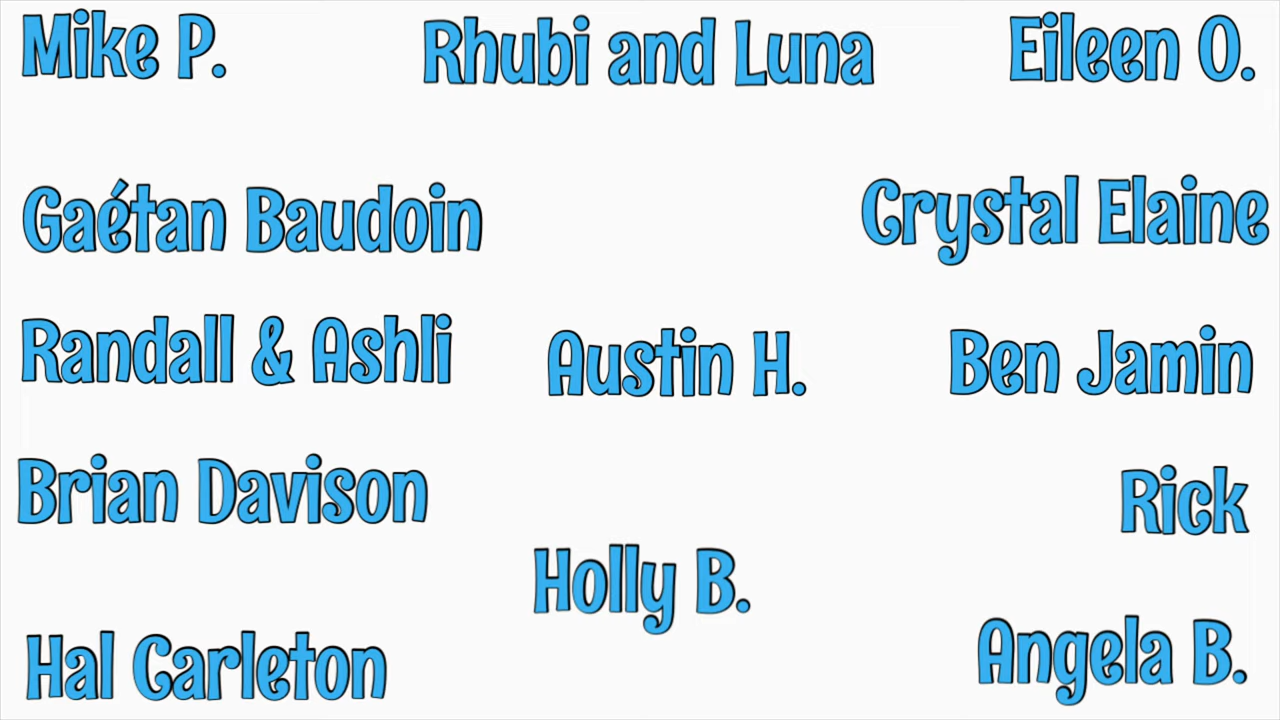 Mike P.
Rhubi and Luna
Eileen O.
Gaétan Baudoin
Crystal Elaine
Randall & Ashli
Austin H.
Ben Jamin
Brian Davison
Rick
Holly B.
Hal Carleton
Angela B.